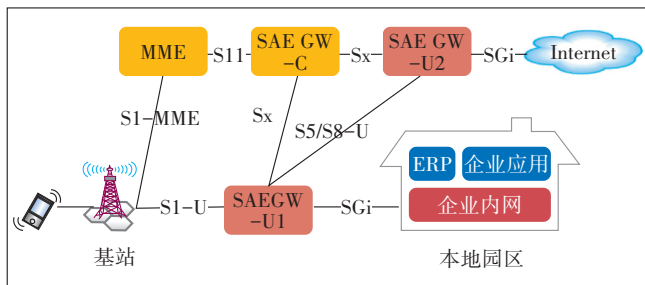 MME
S11
SAE GW
-C
Sx
SAE GW
-U2
SGi
Internet
S1-MME
Sx
S5/S8-U
ERP
企业应用
企业内网
S1-U
SAEGW
-U1
SGi
基站
本地园区